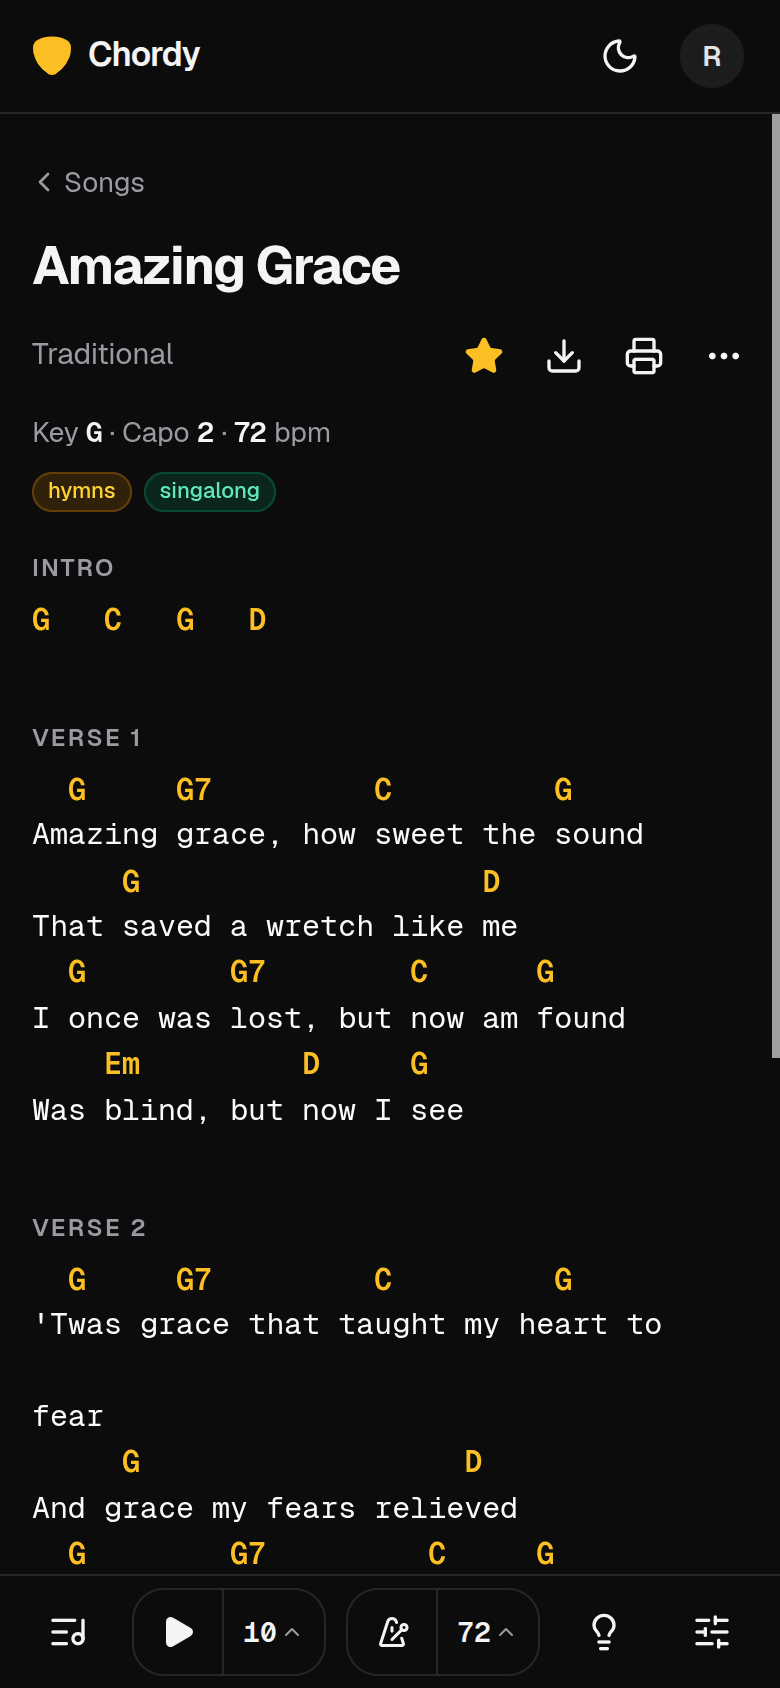 Chordy
R
Songs
Amazing Grace
Traditional
Key G · Capo 2 · 72 bpm
hymns singalong
INTRO
G   C   G   D
VERSE 1
  G     G7         C         G
Amazing grace, how sweet the sound
     G                   D
That saved a wretch like me
  G        G7        C      G
I once was lost, but now am found
    Em         D     G
Was blind, but now I see
VERSE 2
  G     G7         C         G
'Twas grace that taught my heart to
fear
     G                  D
And grace my fears relieved
  G        G7         C     G
10 72